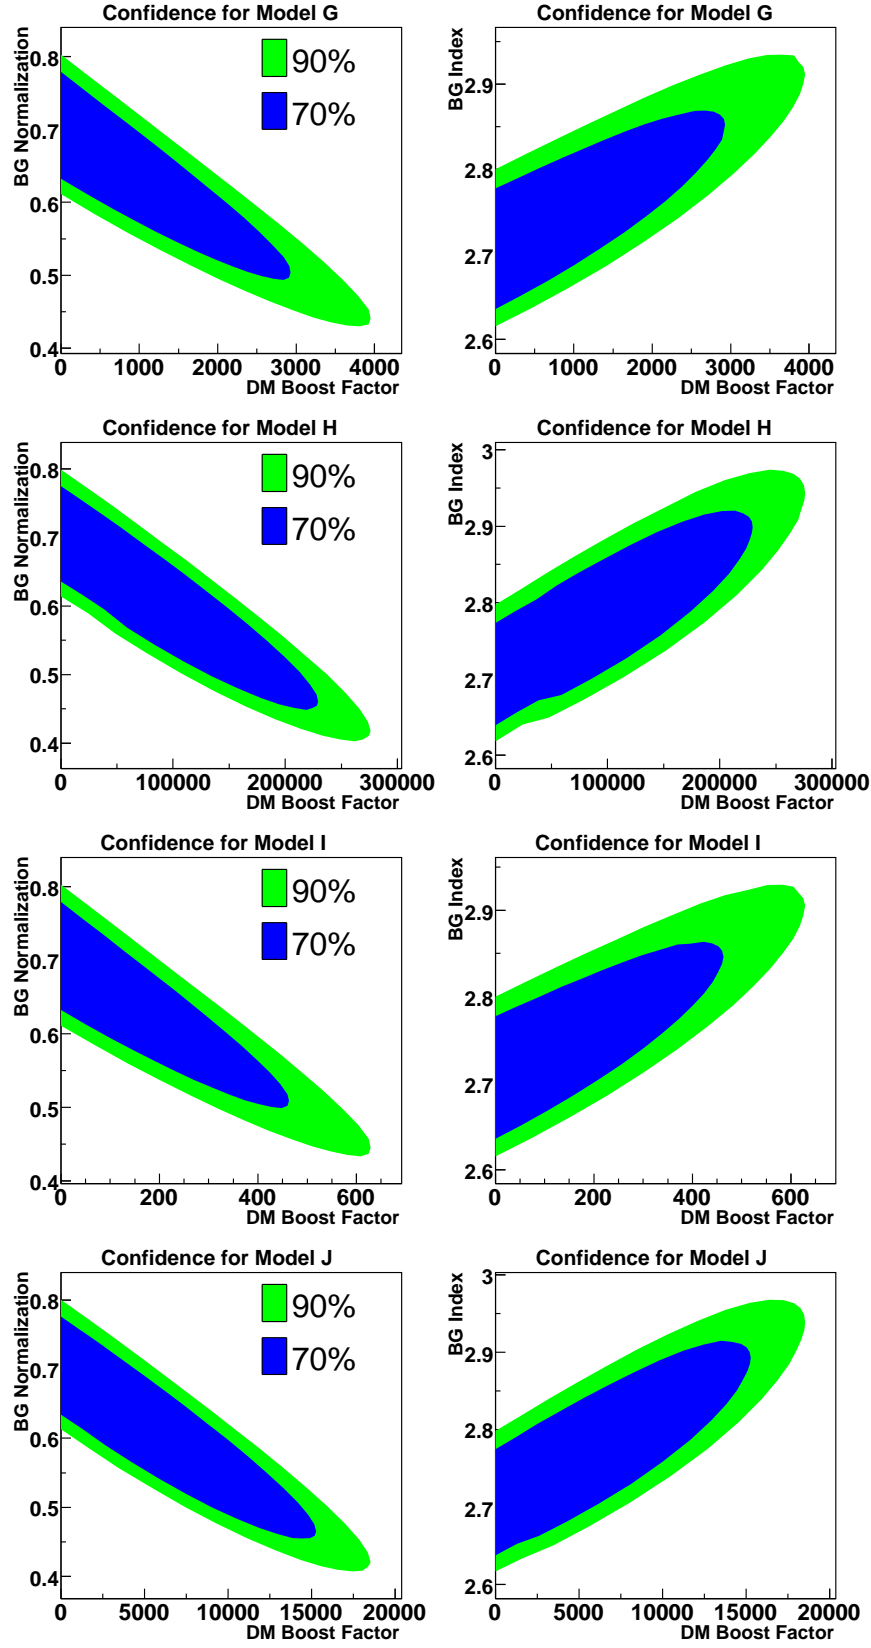 Confidence for Model G
BG Normalization
0.8
0.7
0.6
0.5
0.4
90%
70%
0 1000 2000 3000 4000
DM Boost Factor
Confidence for Model G
BG Index
2.9
2.8
2.7
2.6
0 1000 2000 3000 4000
DM Boost Factor
Confidence for Model H
BG Normalization
0.8
0.7
0.6
0.5
0.4
90%
70%
0 100000 200000 300000
DM Boost Factor
Confidence for Model H
BG Index
3
2.9
2.8
2.7
2.6
0 100000 200000 300000
DM Boost Factor
Confidence for Model I
BG Normalization
0.8
0.7
0.6
0.5
0.4
90%
70%
0 200 400 600
DM Boost Factor
Confidence for Model I
BG Index
2.9
2.8
2.7
2.6
0 200 400 600
DM Boost Factor
Confidence for Model J
BG Normalization
0.8
0.7
0.6
0.5
0.4
90%
70%
0 5000 10000 15000 20000
DM Boost Factor
Confidence for Model J
BG Index
3
2.9
2.8
2.7
2.6
0 5000 10000 15000 20000
DM Boost Factor